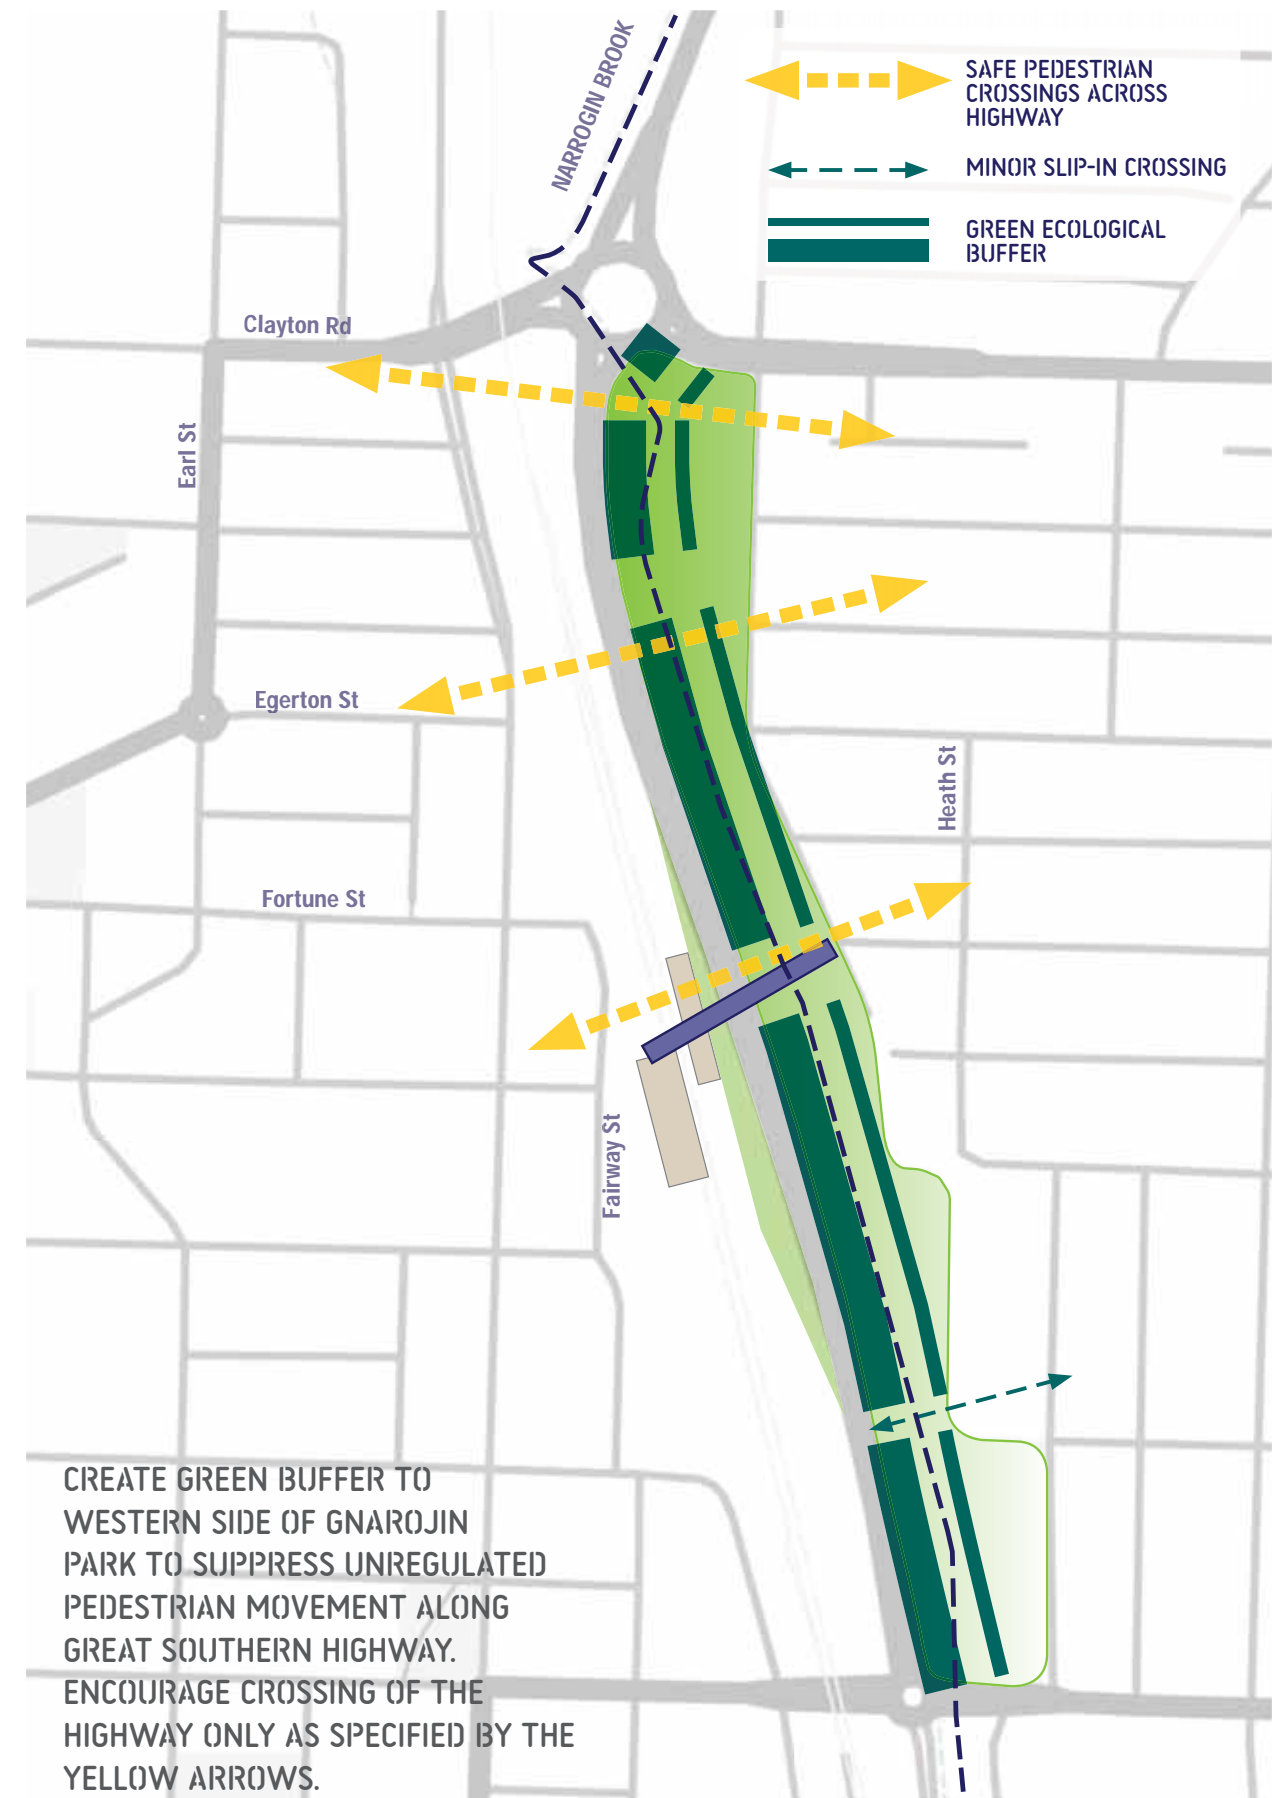 NARROGIN BROOK
SAFE PEDESTRIAN
CROSSINGS ACROSS
HIGHWAY
MINOR SLIP-IN CROSSING
GREEN ECOLOGICAL
BUFFER
Clayton Rd
Earl St
Egerton St
Heath St
Fortune St
Fairway St
CREATE GREEN BUFFER TO
WESTERN SIDE OF GNAROJIN
PARK TO SUPPRESS UNREGULATED
PEDESTRIAN MOVEMENT ALONG
GREAT SOUTHERN HIGHWAY.
ENCOURAGE CROSSING OF THE
HIGHWAY ONLY AS SPECIFIED BY THE
YELLOW ARROWS.